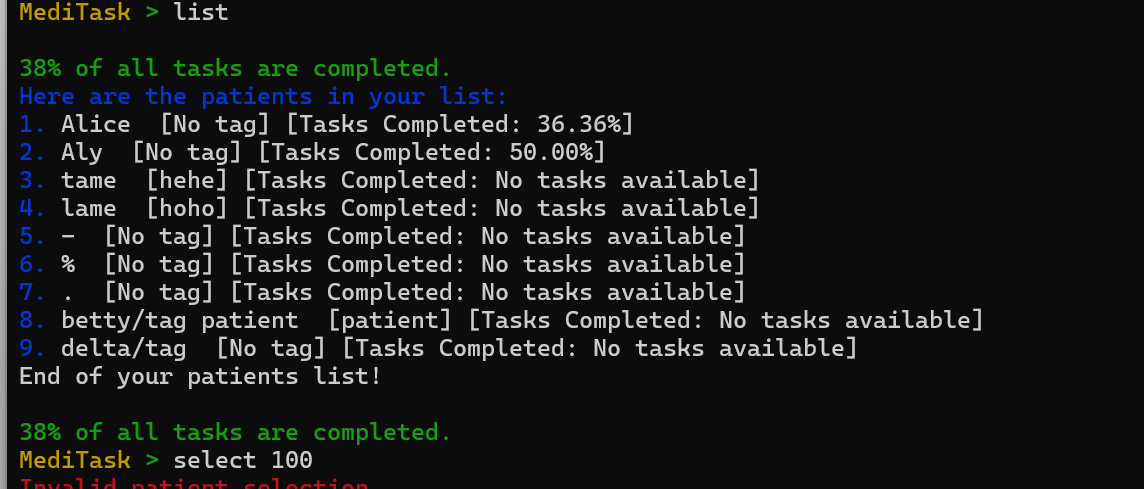 MediTask > list
38% of all tasks are completed.
Here are the patients in your list:
1. Alice  [No tag] [Tasks Completed: 36.36%]
2. Aly  [No tag] [Tasks Completed: 50.00%]
3. tame  [hehe] [Tasks Completed: No tasks available]
4. lame  [hoho] [Tasks Completed: No tasks available]
5. -  [No tag] [Tasks Completed: No tasks available]
6. %  [No tag] [Tasks Completed: No tasks available]
7. .  [No tag] [Tasks Completed: No tasks available]
8. betty/tag patient  [patient] [Tasks Completed: No tasks available]
9. delta/tag  [No tag] [Tasks Completed: No tasks available]
End of your patients list!
38% of all tasks are completed.
MediTask > select 100
Invalid patient selection